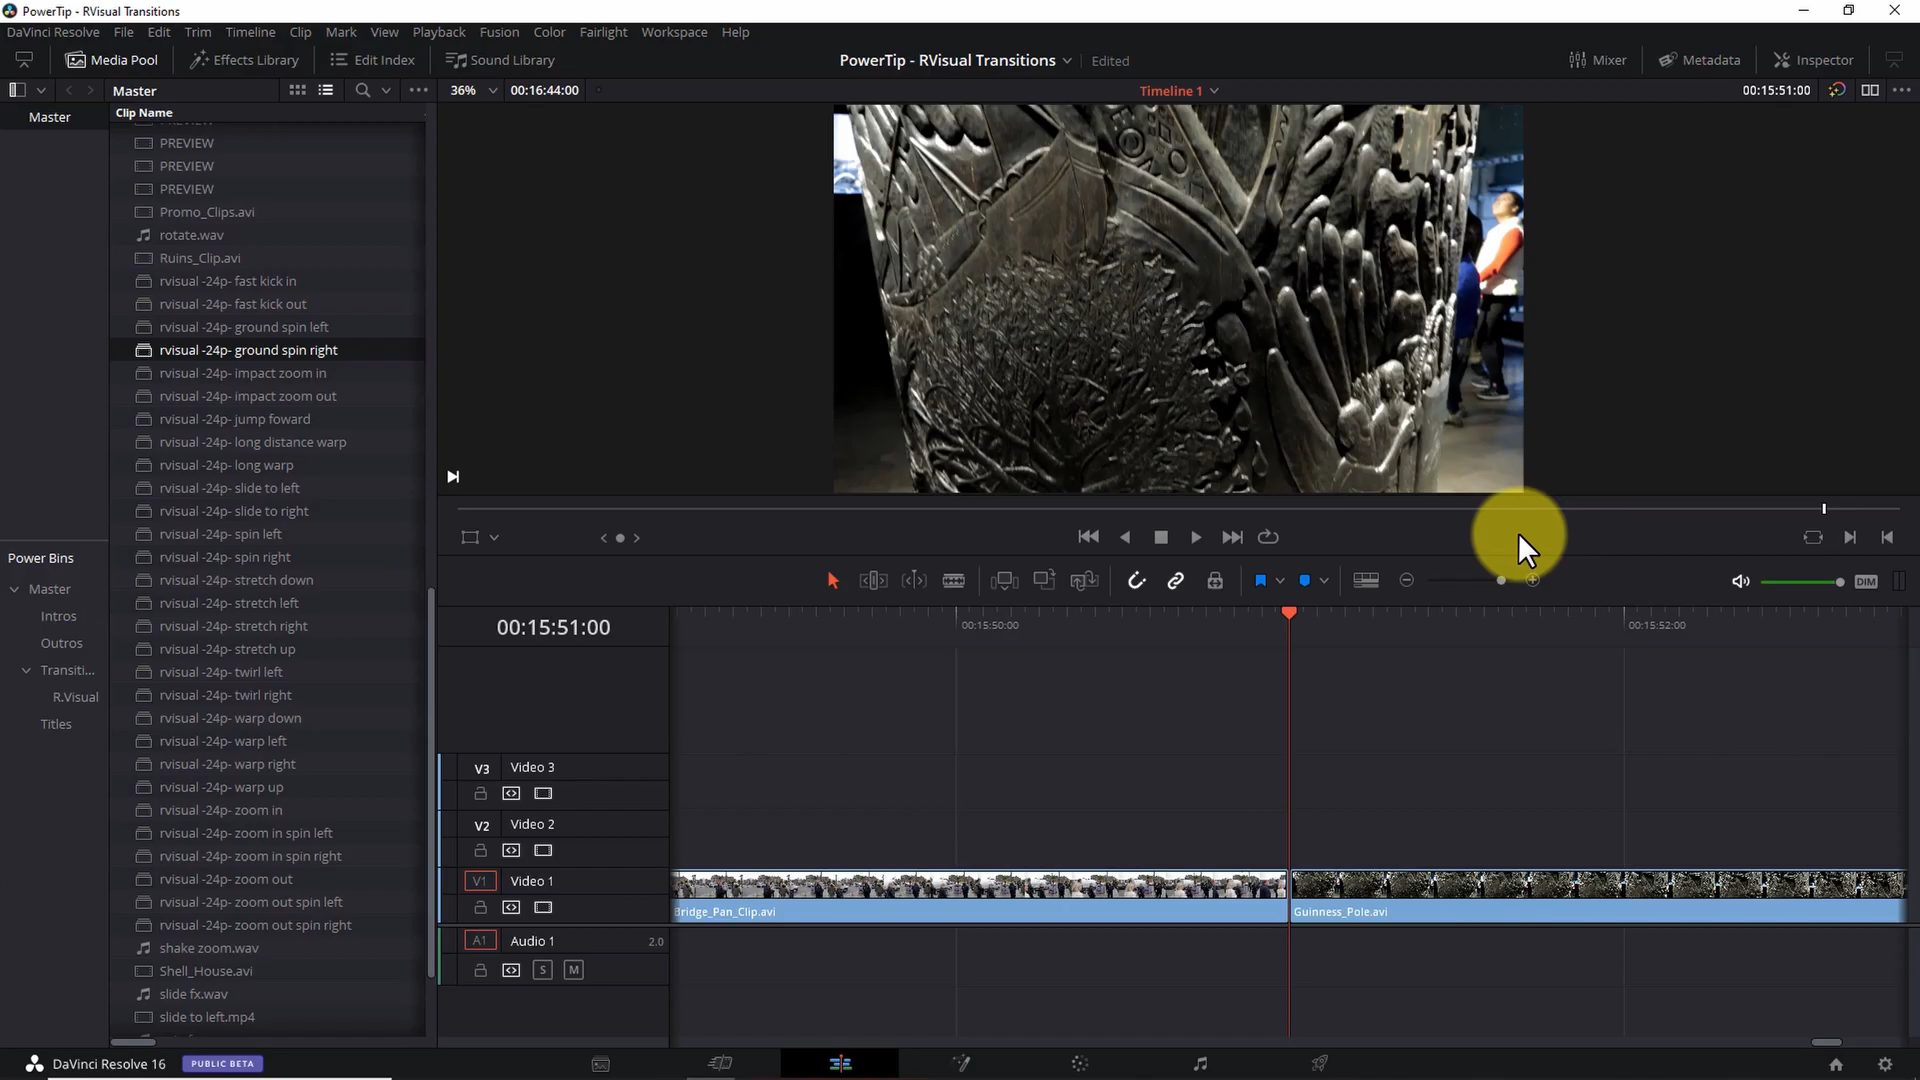 PowerTip - RVisual Transitions
DaVinci Resolve File Edit Trim Timeline Clip Mark View Playback Fusion Color Fairlight Workspace Help
Media Pool Effects Library Edit Index Sound Library PowerTip - RVisual Transitions Edited Mixer Metadata Inspector
Master 36% 00:16:44:00 Timeline 1 00:15:51:00
Master
Clip Name
PREVIEW
PREVIEW
PREVIEW
PREVIEW
Promo_Clips.avi
rotate.wav
Ruins_Clip.avi
rvisual -24p- fast kick in
rvisual -24p- fast kick out
rvisual -24p- ground spin left
rvisual -24p- ground spin right
rvisual -24p- impact zoom in
rvisual -24p- impact zoom out
rvisual -24p- jump foward
rvisual -24p- long distance warp
rvisual -24p- long warp
rvisual -24p- slide to left
rvisual -24p- slide to right
rvisual -24p- spin left
rvisual -24p- spin right
rvisual -24p- stretch down
rvisual -24p- stretch left
rvisual -24p- stretch right
rvisual -24p- stretch up
rvisual -24p- twirl left
rvisual -24p- twirl right
rvisual -24p- warp down
rvisual -24p- warp left
rvisual -24p- warp right
rvisual -24p- warp up
rvisual -24p- zoom in
rvisual -24p- zoom in spin left
rvisual -24p- zoom in spin right
rvisual -24p- zoom out
rvisual -24p- zoom out spin left
rvisual -24p- zoom out spin right
shake zoom.wav
Shell_House.avi
slide fx.wav
slide to left.mp4
Power Bins
Master
Intros
Outros
Transiti...
R.Visual
Titles
DIM
00:15:51:00
00:15:50:00 00:15:52:00
V3 Video 3
V2 Video 2
V1 Video 1
Bridge_Pan_Clip.avi Guinness_Pole.avi
A1 Audio 1 2.0
S M
DaVinci Resolve 16 PUBLIC BETA